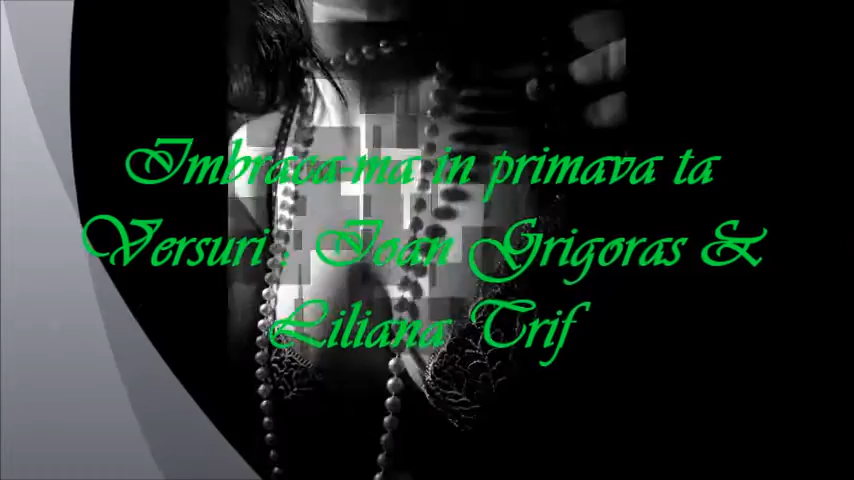 Imbraca-ma in primava ta
Versuri : Ioan Grigoras &
Liliana Trif